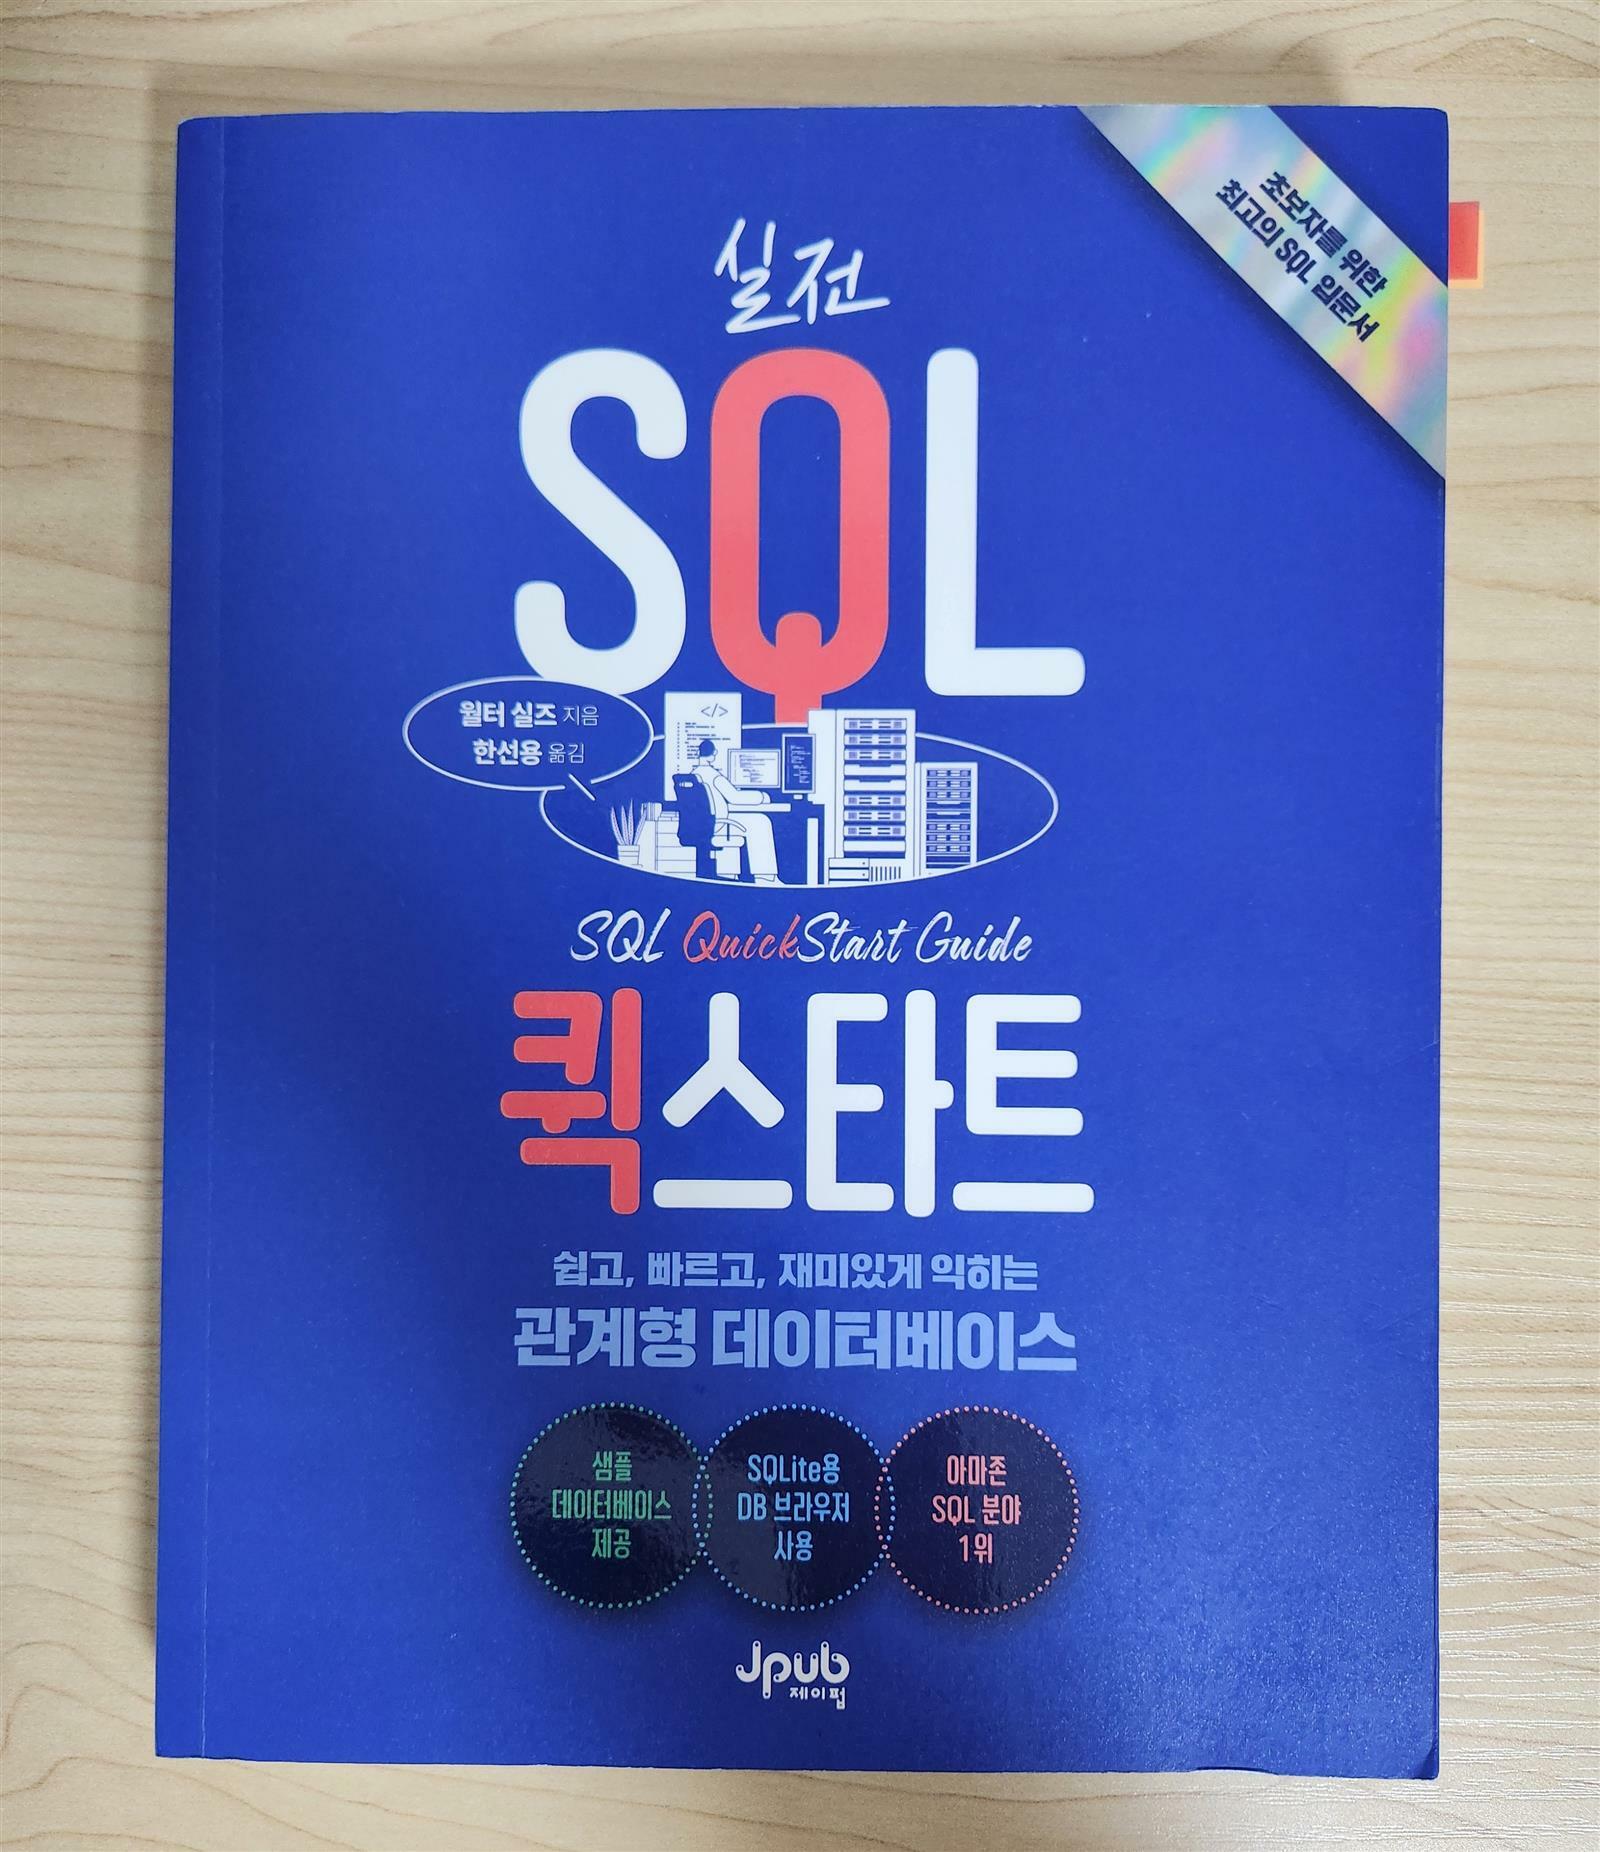 초보자를 위한
최고의 SQL 입문서
실전
SQL
월터 실즈 지음
한선용 옮김
</>
SQL QuickStart Guide
퀵스타트
쉽고, 빠르고, 재미있게 익히는
관계형 데이터베이스
샘플
데이터베이스
제공
SQLite용
DB 브라우저
사용
아마존
SQL 분야
1위
Jpub
제이펍